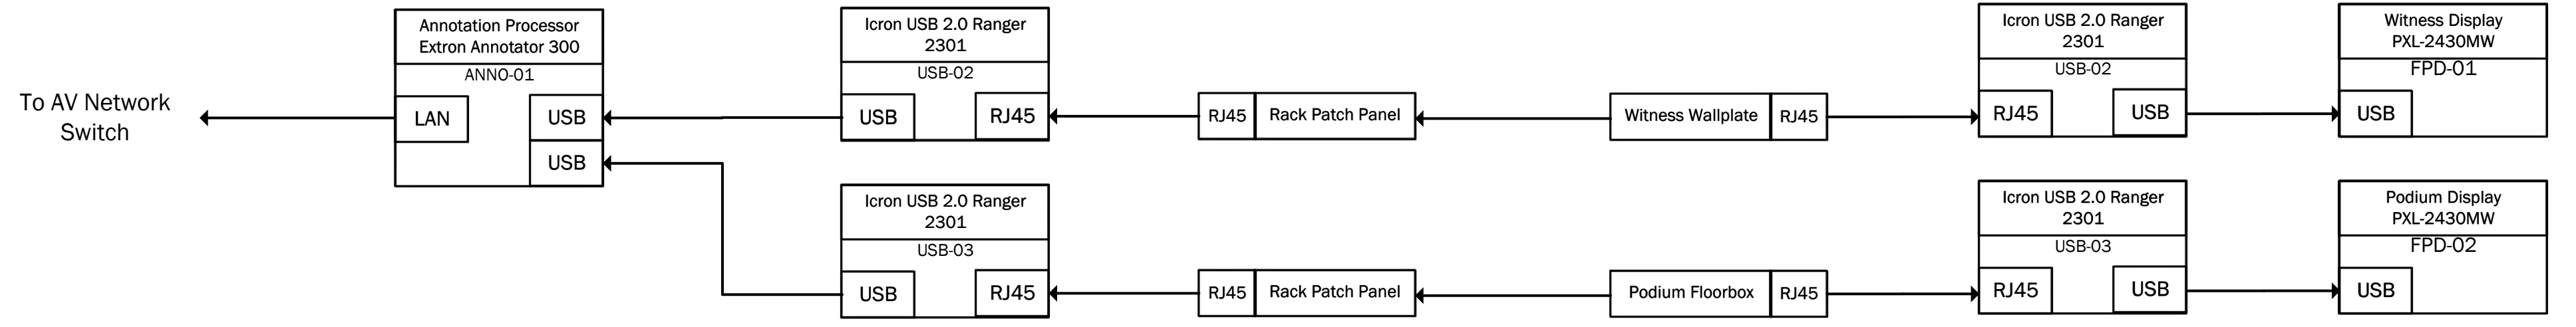 To AV Network
Switch
Annotation Processor
Extron Annotator 300
ANNO-01
LAN
USB
USB
Icron USB 2.0 Ranger
2301
USB-02
USB
RJ45
RJ45
Rack Patch Panel
Witness Wallplate
RJ45
Icron USB 2.0 Ranger
2301
USB-02
RJ45
USB
Witness Display
PXL-2430MW
FPD-01
USB
Icron USB 2.0 Ranger
2301
USB-03
USB
RJ45
RJ45
Rack Patch Panel
Podium Floorbox
RJ45
Icron USB 2.0 Ranger
2301
USB-03
RJ45
USB
Podium Display
PXL-2430MW
FPD-02
USB